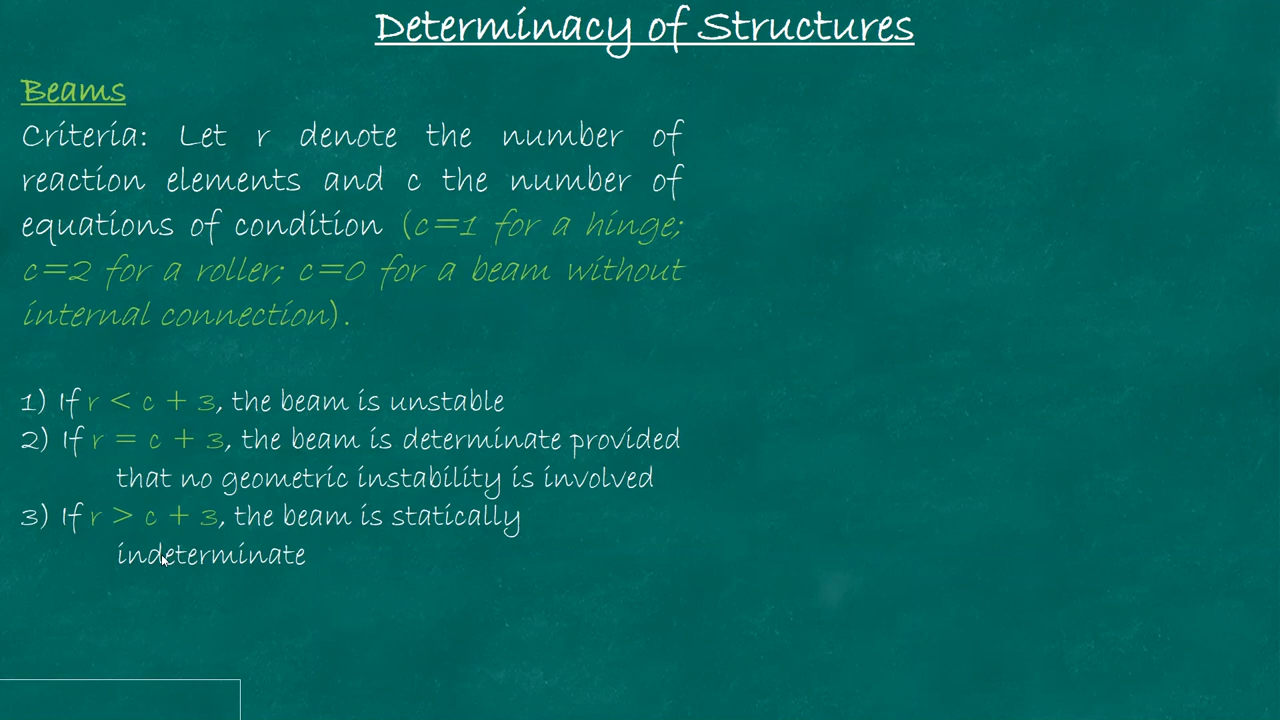 Determinacy of Structures
Beams
Criteria: Let r denote the number of
reaction elements and c the number of
equations of condition (c=1 for a hinge;
c=2 for a roller; c=0 for a beam without
internal connection).
1) If r < c + 3, the beam is unstable
2) If r = c + 3, the beam is determinate provided
that no geometric instability is involved
3) If r > c + 3, the beam is statically
indeterminate